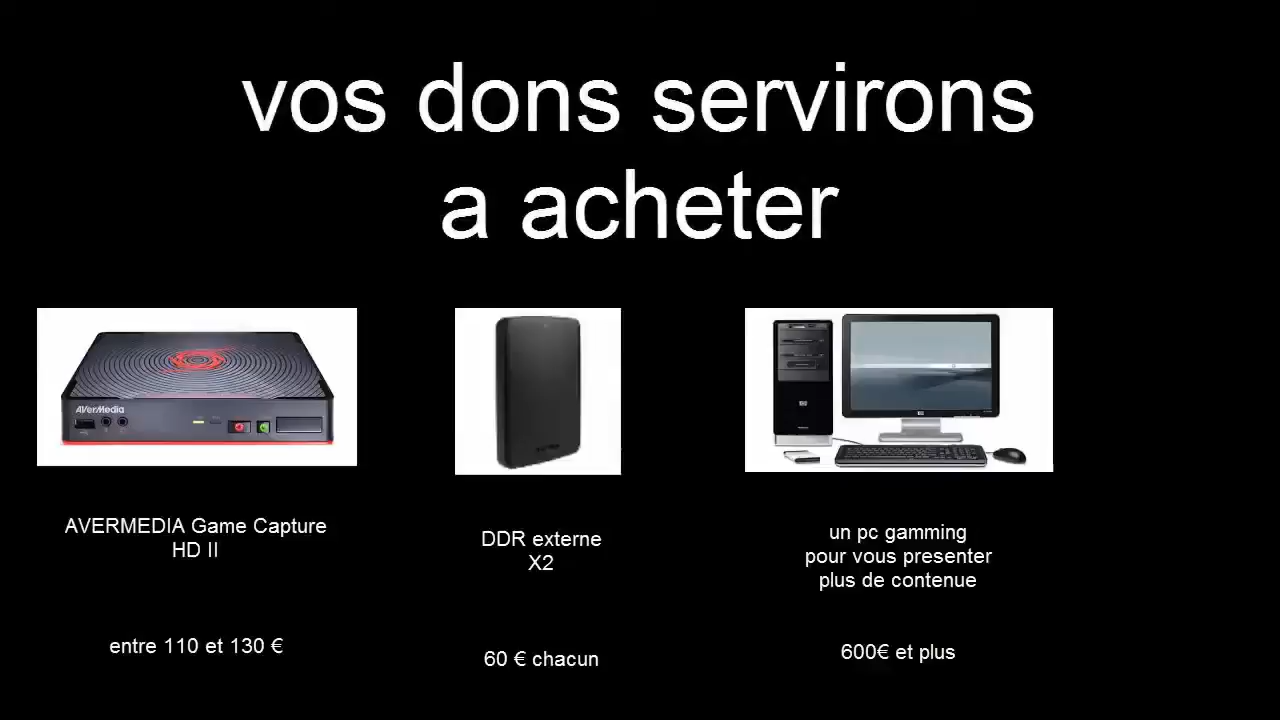 vos dons servirons
a acheter
AVerMedia
AVERMEDIA Game Capture
HD II
entre 110 et 130 €
DDR externe
X2
60 € chacun
un pc gamming
pour vous presenter
plus de contenue
600€ et plus